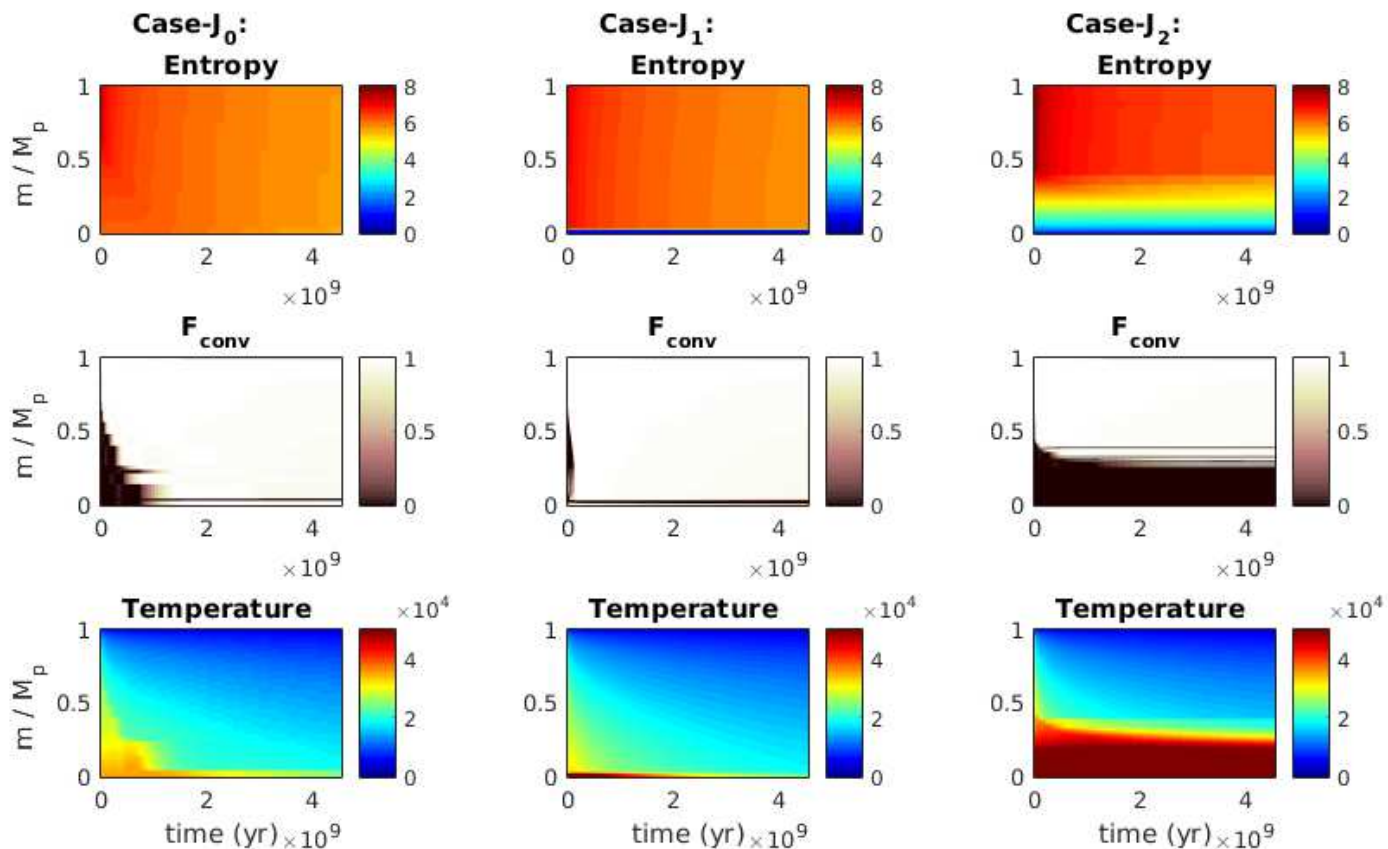 Case-J₀:
Entropy
Case-J₁:
Entropy
Case-J₂:
Entropy
m / Mₚ
1
0.5
0
0 2 4
×10⁹
8
6
4
2
0
1
0.5
0
0 2 4
×10⁹
8
6
4
2
0
1
0.5
0
0 2 4
×10⁹
8
6
4
2
0
F_conv
F_conv
F_conv
m / Mₚ
1
0.5
0
0 2 4
×10⁹
1
0.5
0
1
0.5
0
0 2 4
×10⁹
1
0.5
0
1
0.5
0
0 2 4
×10⁹
1
0.5
0
Temperature
×10⁴
Temperature
×10⁴
Temperature
×10⁴
m / Mₚ
1
0.5
0
0 2 4
time (yr) ×10⁹
4
2
0
1
0.5
0
0 2 4
time (yr) ×10⁹
4
2
0
1
0.5
0
0 2 4
time (yr) ×10⁹
4
2
0